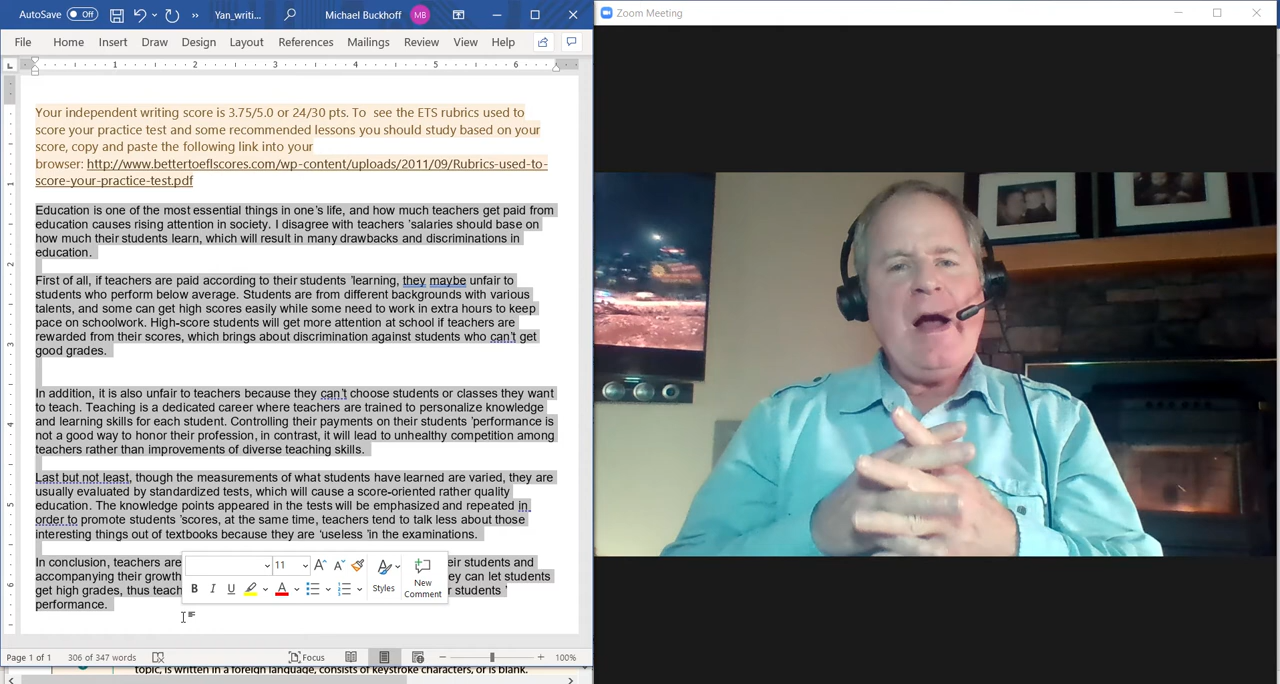 AutoSave Off Yan_writi... Michael Buckhoff MB
File Home Insert Draw Design Layout References Mailings Review View Help
1 2 3 4 5 6
Your independent writing score is 3.75/5.0 or 24/30 pts. To see the ETS rubrics used to
score your practice test and some recommended lessons you should study based on your
score, copy and paste the following link into your
browser: http://www.bettertoeflscores.com/wp-content/uploads/2011/09/Rubrics-used-to-
score-your-practice-test.pdf
Education is one of the most essential things in one's life, and how much teachers get paid from
education causes rising attention in society. I disagree with teachers 'salaries should base on
how much their students learn, which will result in many drawbacks and discriminations in
education.
First of all, if teachers are paid according to their students 'learning, they maybe unfair to
students who perform below average. Students are from different backgrounds with various
talents, and some can get high scores easily while some need to work in extra hours to keep
pace on schoolwork. High-score students will get more attention at school if teachers are
rewarded from their scores, which brings about discrimination against students who can't get
good grades.
In addition, it is also unfair to teachers because they can't choose students or classes they want
to teach. Teaching is a dedicated career where teachers are trained to personalize knowledge
and learning skills for each student. Controlling their payments on their students 'performance is
not a good way to honor their profession, in contrast, it will lead to unhealthy competition among
teachers rather than improvements of diverse teaching skills.
Last but not least, though the measurements of what students have learned are varied, they are
usually evaluated by standardized tests, which will cause a score-oriented rather quality
education. The knowledge points appeared in the tests will be emphasized and repeated in
order to promote students 'scores, at the same time, teachers tend to talk less about those
interesting things out of textbooks because they are 'useless 'in the examinations.
In conclusion, teachers are eir students and
accompanying their growth ey can let students
get high grades, thus teach r students '
performance.
11
B I U A Styles New
Comment
Page 1 of 1 306 of 347 words Focus 100%
topic, is written in a foreign language, consists of keystroke characters, or is blank.
Zoom Meeting